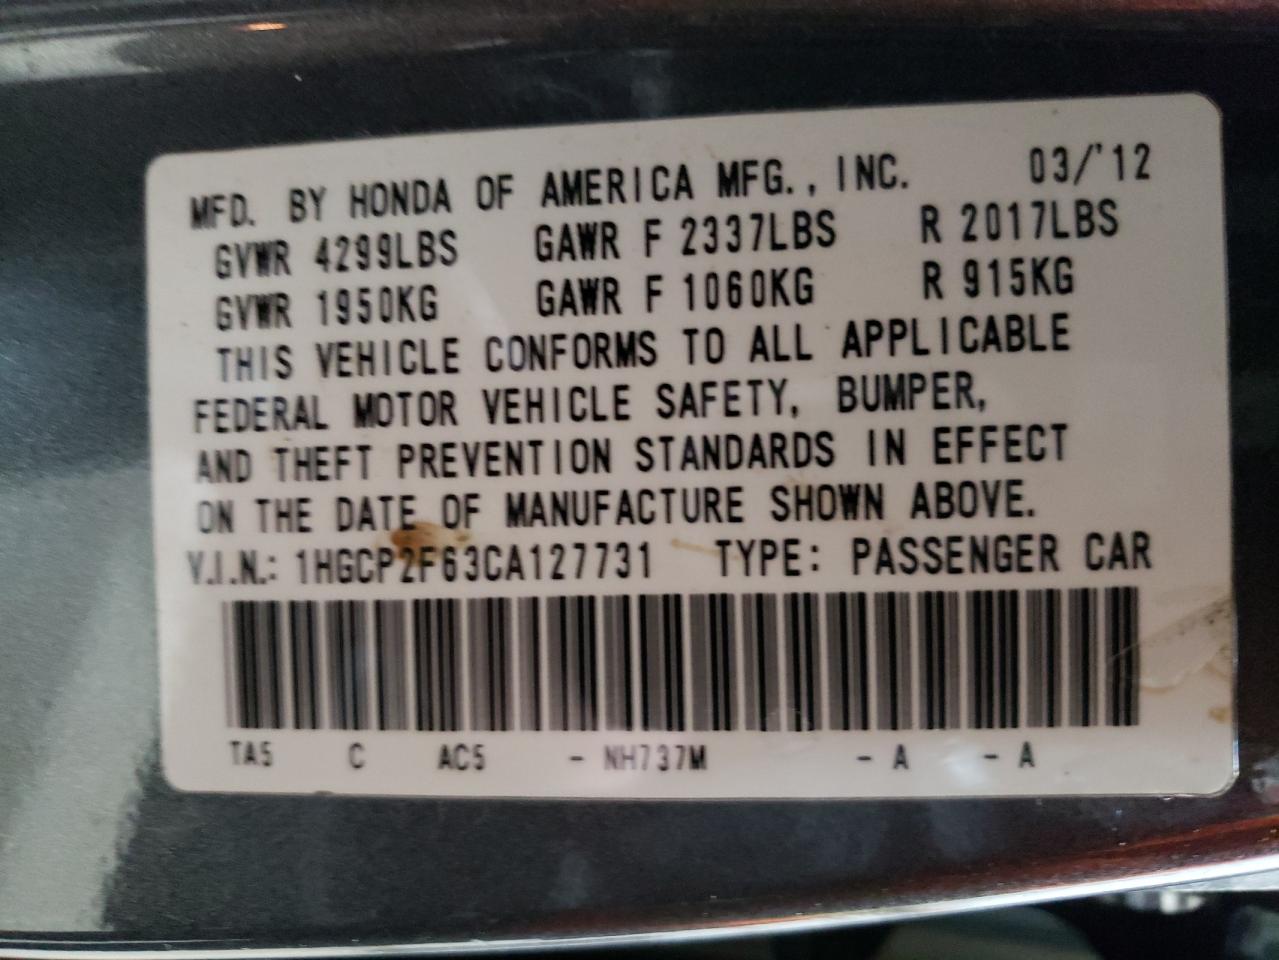 MFD. BY HONDA OF AMERICA MFG., INC. 03/'12
GVWR 4299LBS GAWR F 2337LBS R 2017LBS
GVWR 1950KG GAWR F 1060KG R 915KG
THIS VEHICLE CONFORMS TO ALL APPLICABLE
FEDERAL MOTOR VEHICLE SAFETY, BUMPER,
AND THEFT PREVENTION STANDARDS IN EFFECT
ON THE DATE OF MANUFACTURE SHOWN ABOVE.
V.I.N.: 1HGCP2F63CA127731 TYPE: PASSENGER CAR
TA5 C AC5 - NH737M - A - A